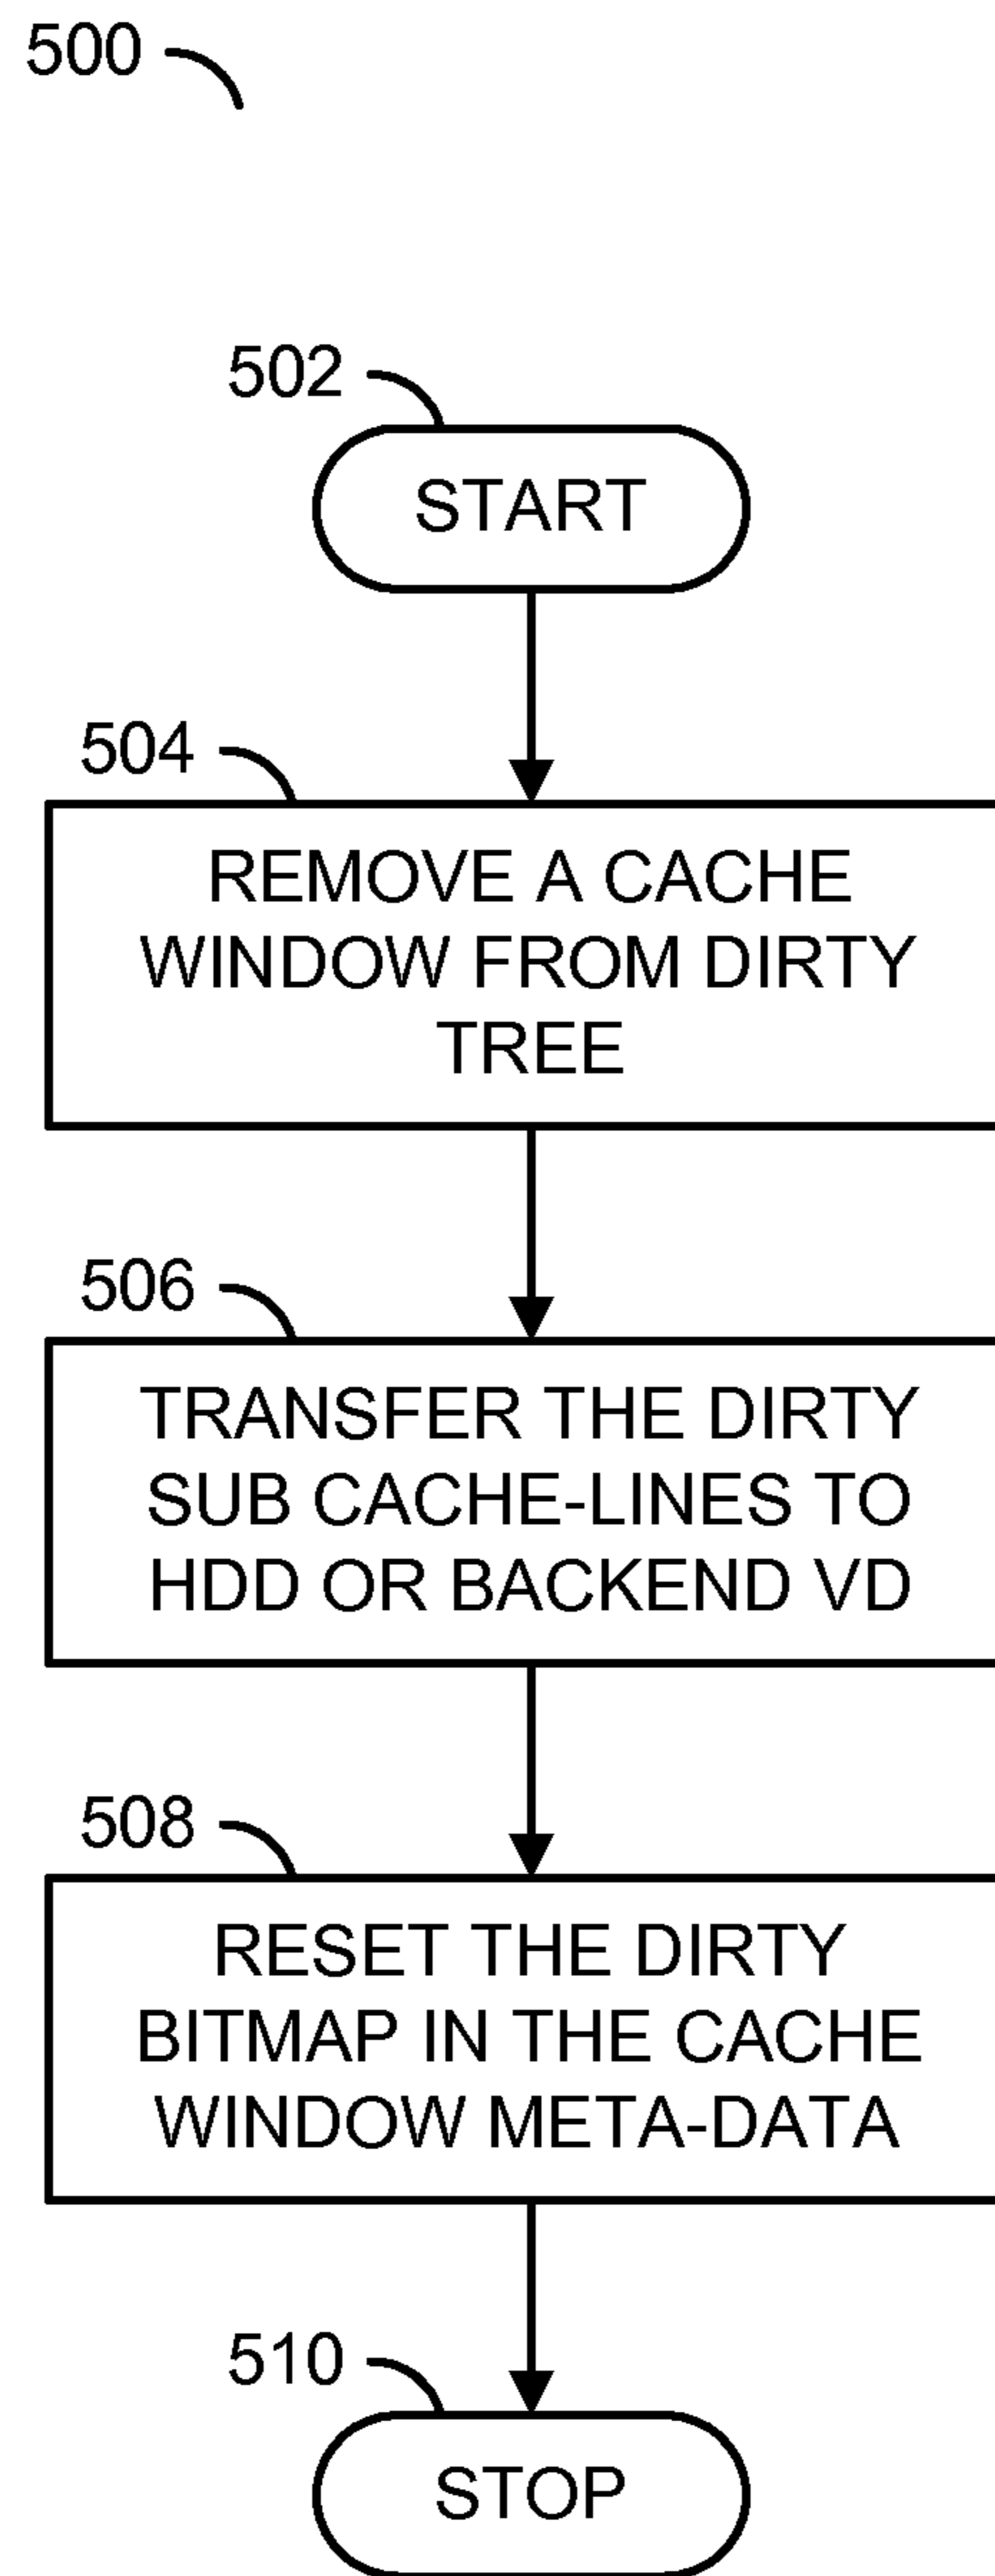 500
502
START
504
REMOVE A CACHE
WINDOW FROM DIRTY
TREE
506
TRANSFER THE DIRTY
SUB CACHE-LINES TO
HDD OR BACKEND VD
508
RESET THE DIRTY
BITMAP IN THE CACHE
WINDOW META-DATA
510
STOP